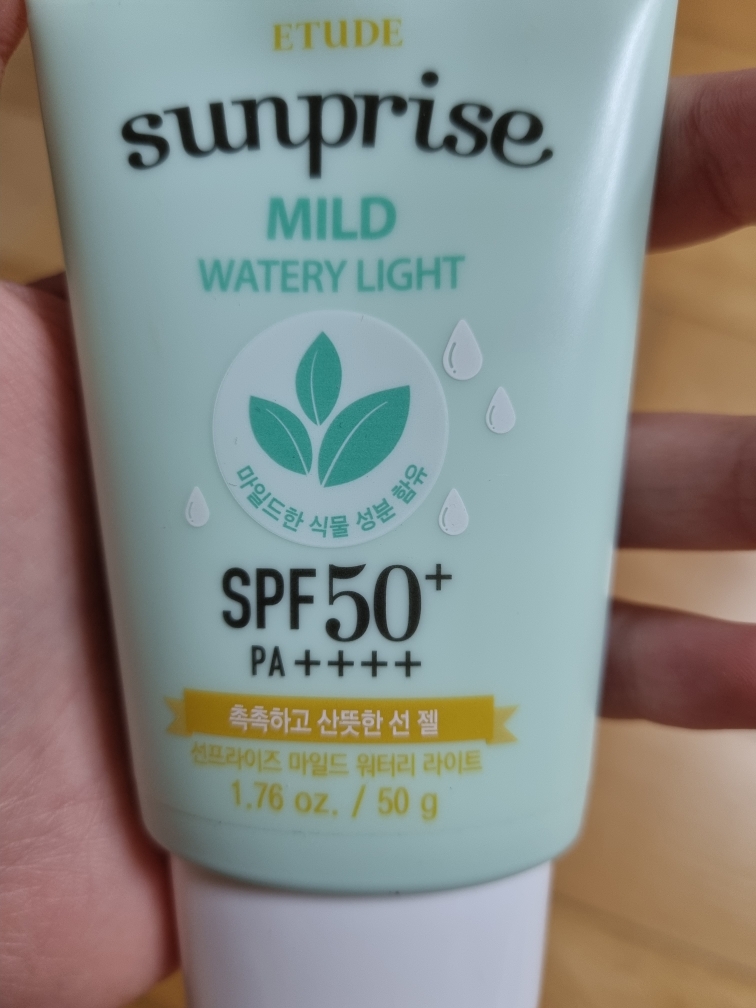 ETUDE
sunprise
MILD
WATERY LIGHT
마일드한 식물 성분 함유
SPF50+
PA++++
촉촉하고 산뜻한 선 젤
선프라이즈 마일드 워터리 라이트
1.76 oz. / 50 g